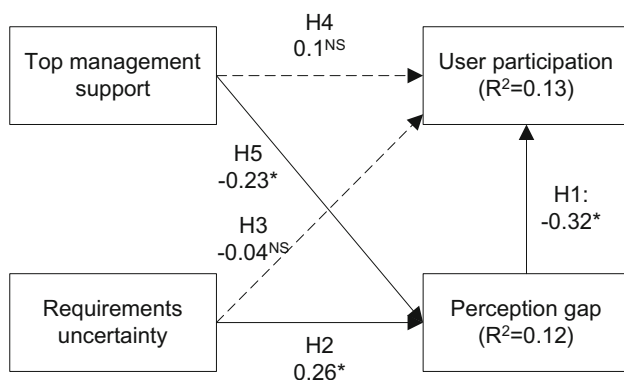 H4
0.1ᴺˢ
Top management
support
User participation
(R²=0.13)
H5
-0.23*
H1:
-0.32*
H3
-0.04ᴺˢ
Requirements
uncertainty
Perception gap
(R²=0.12)
H2
0.26*